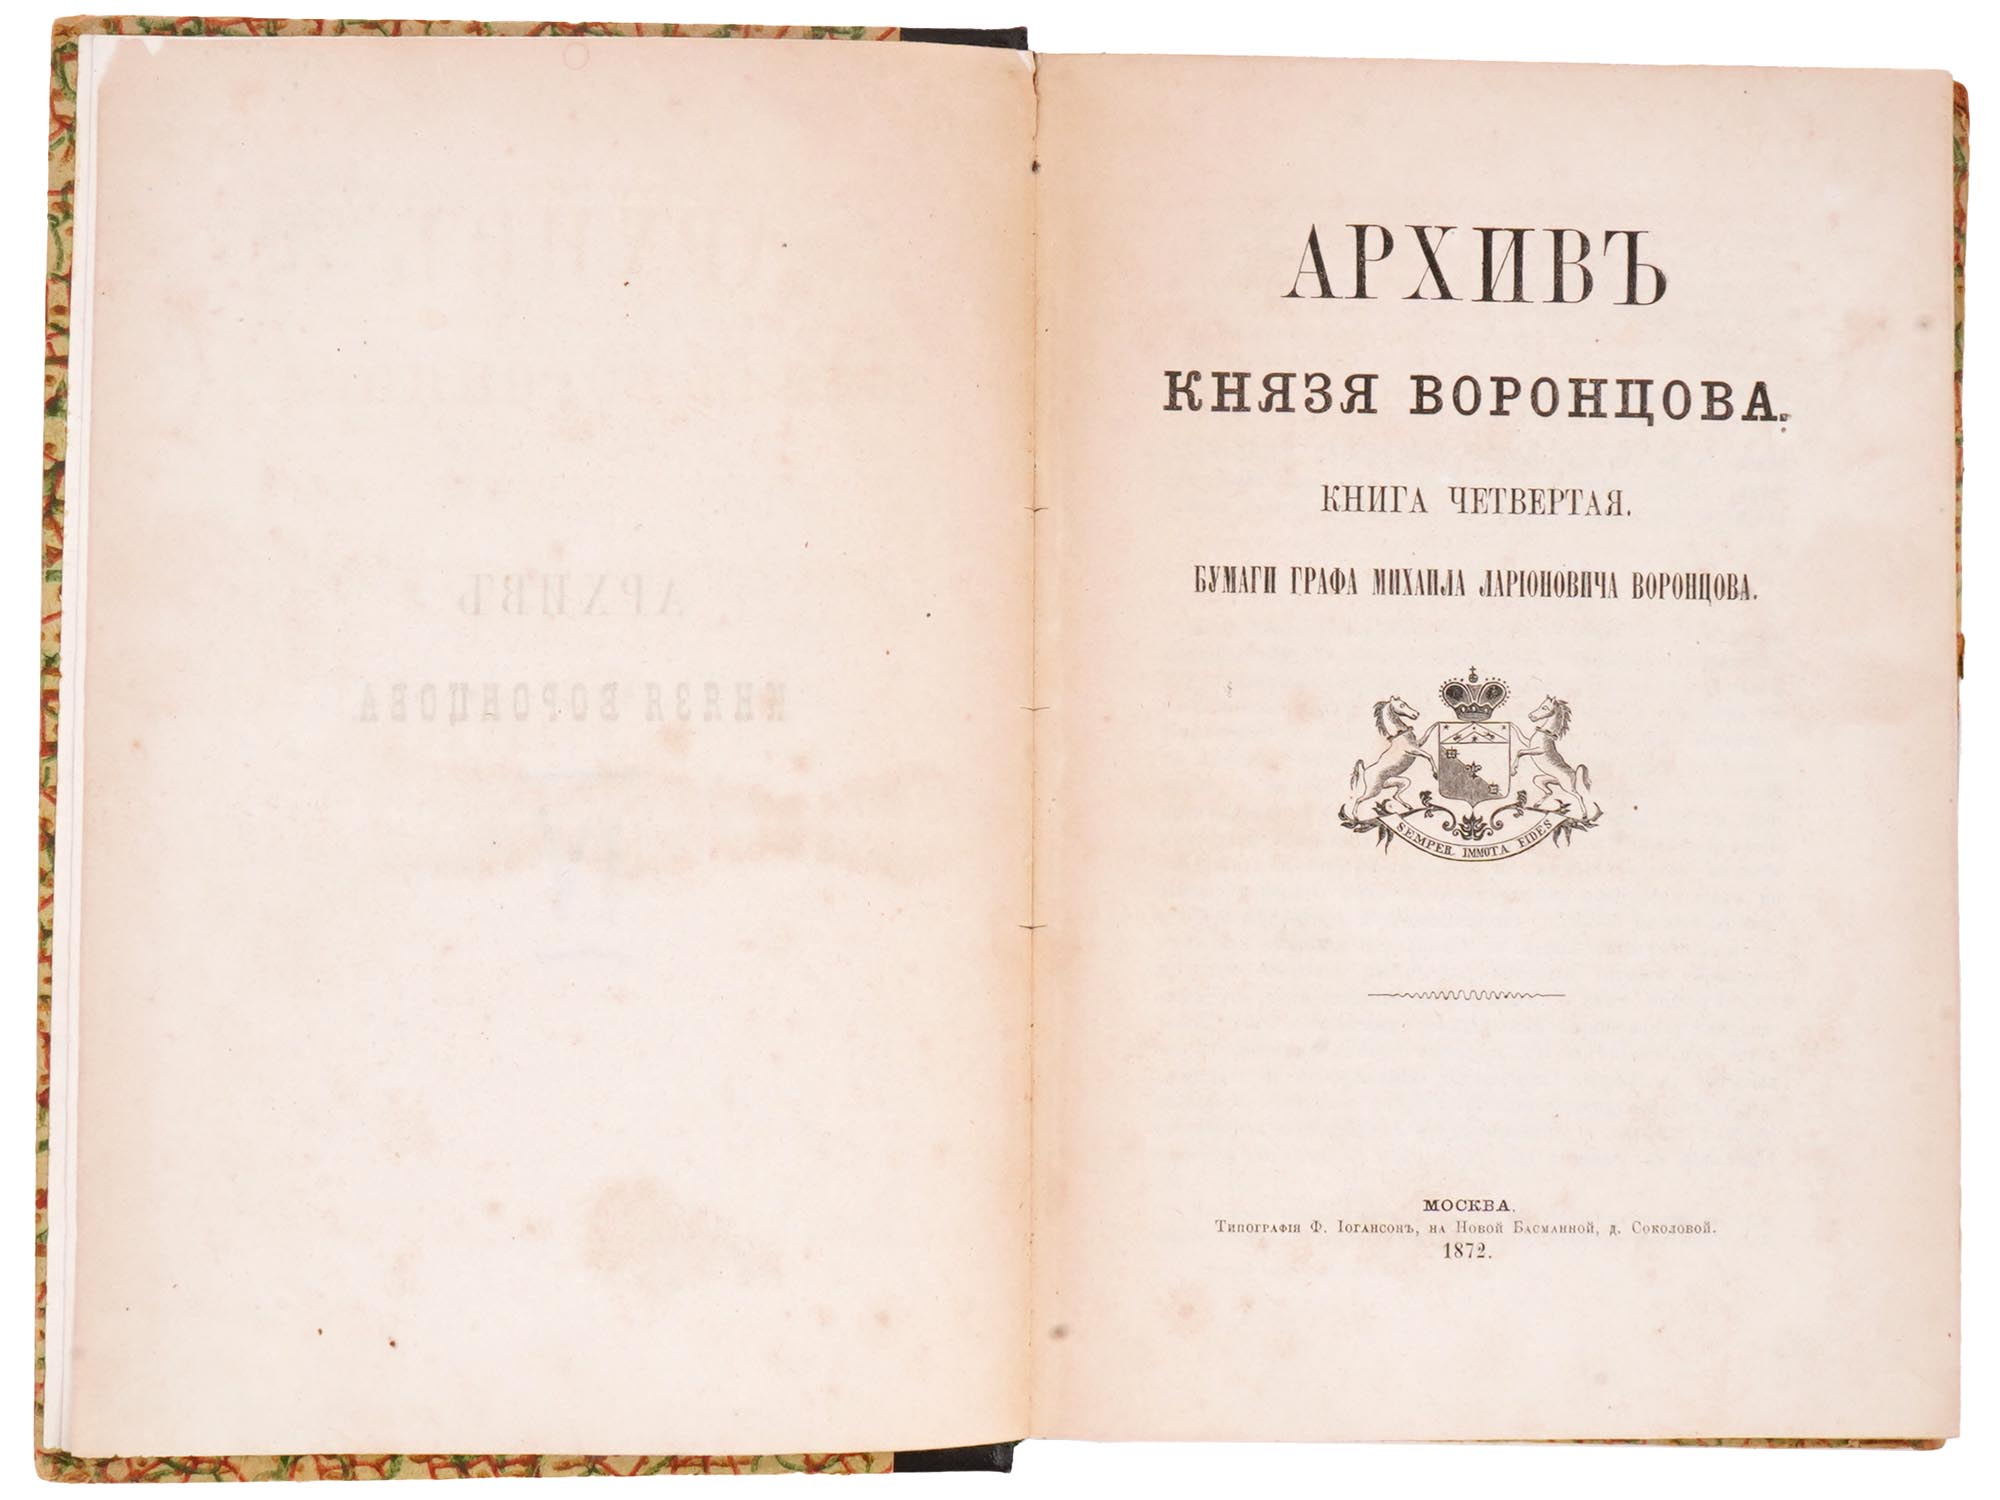 АРХИВЪ
КНЯЗЯ ВОРОНЦОВА.
КНИГА ЧЕТВЕРТАЯ.
БУМАГИ ГРАФА МИХАИЛА ЛАРІОНОВИЧА ВОРОНЦОВА.
SEMPER IMMOTA FIDES
МОСКВА.
Типографія Ф. Іогансонъ, на Новой Басманной, д. Соколовой.
1872.